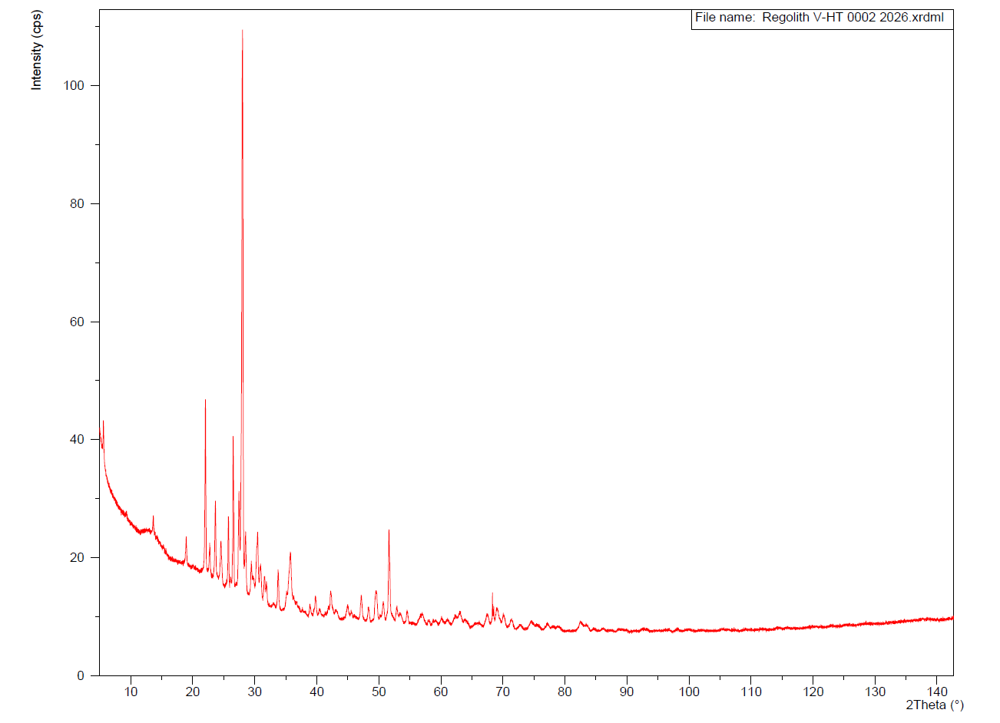 File name: Regolith V-HT 0002 2026.xrdml
Intensity (cps)
100
80
60
40
20
0
10 20 30 40 50 60 70 80 90 100 110 120 130 140
2Theta (°)